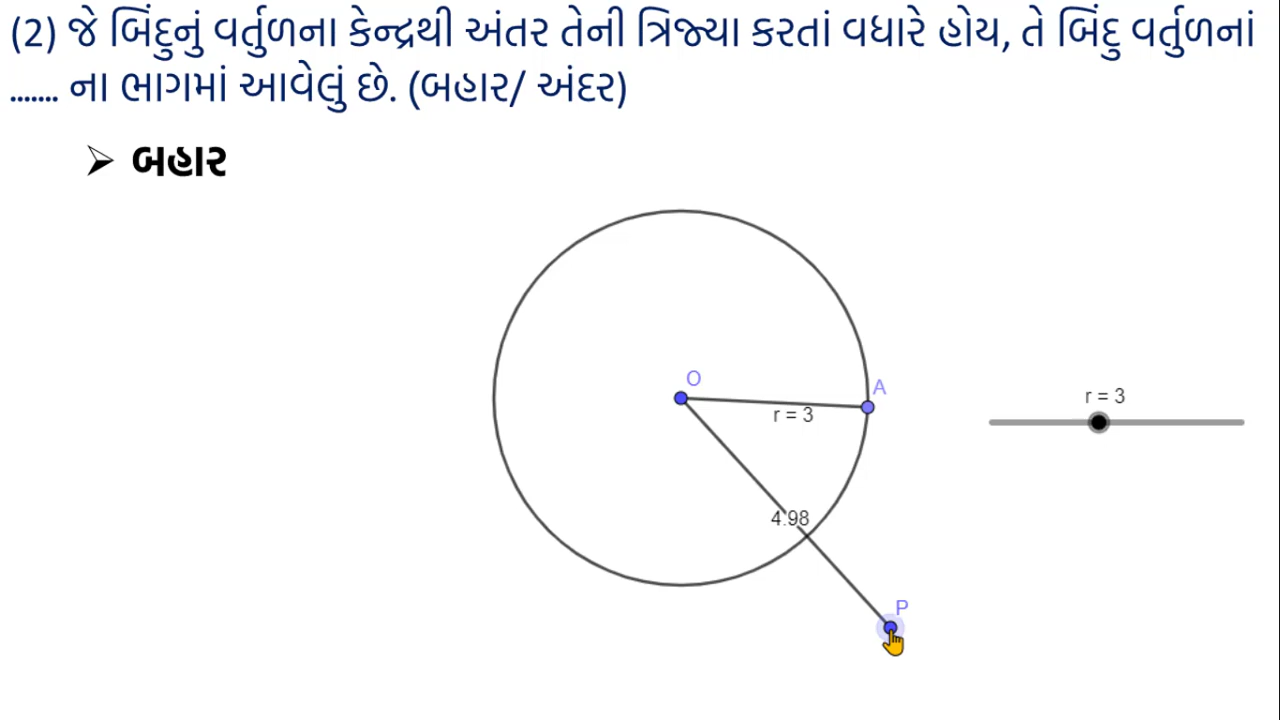 (2) જે બિંદુનું વર્તુળના કેન્દ્રથી અંતર તેની ત્રિજ્યા કરતાં વધારે હોય, તે બિંદુ વર્તુળનાં
....... ના ભાગમાં આવેલું છે. (બહાર/ અંદર)
➢ બહાર
O
A
r = 3
r = 3
4.98
P